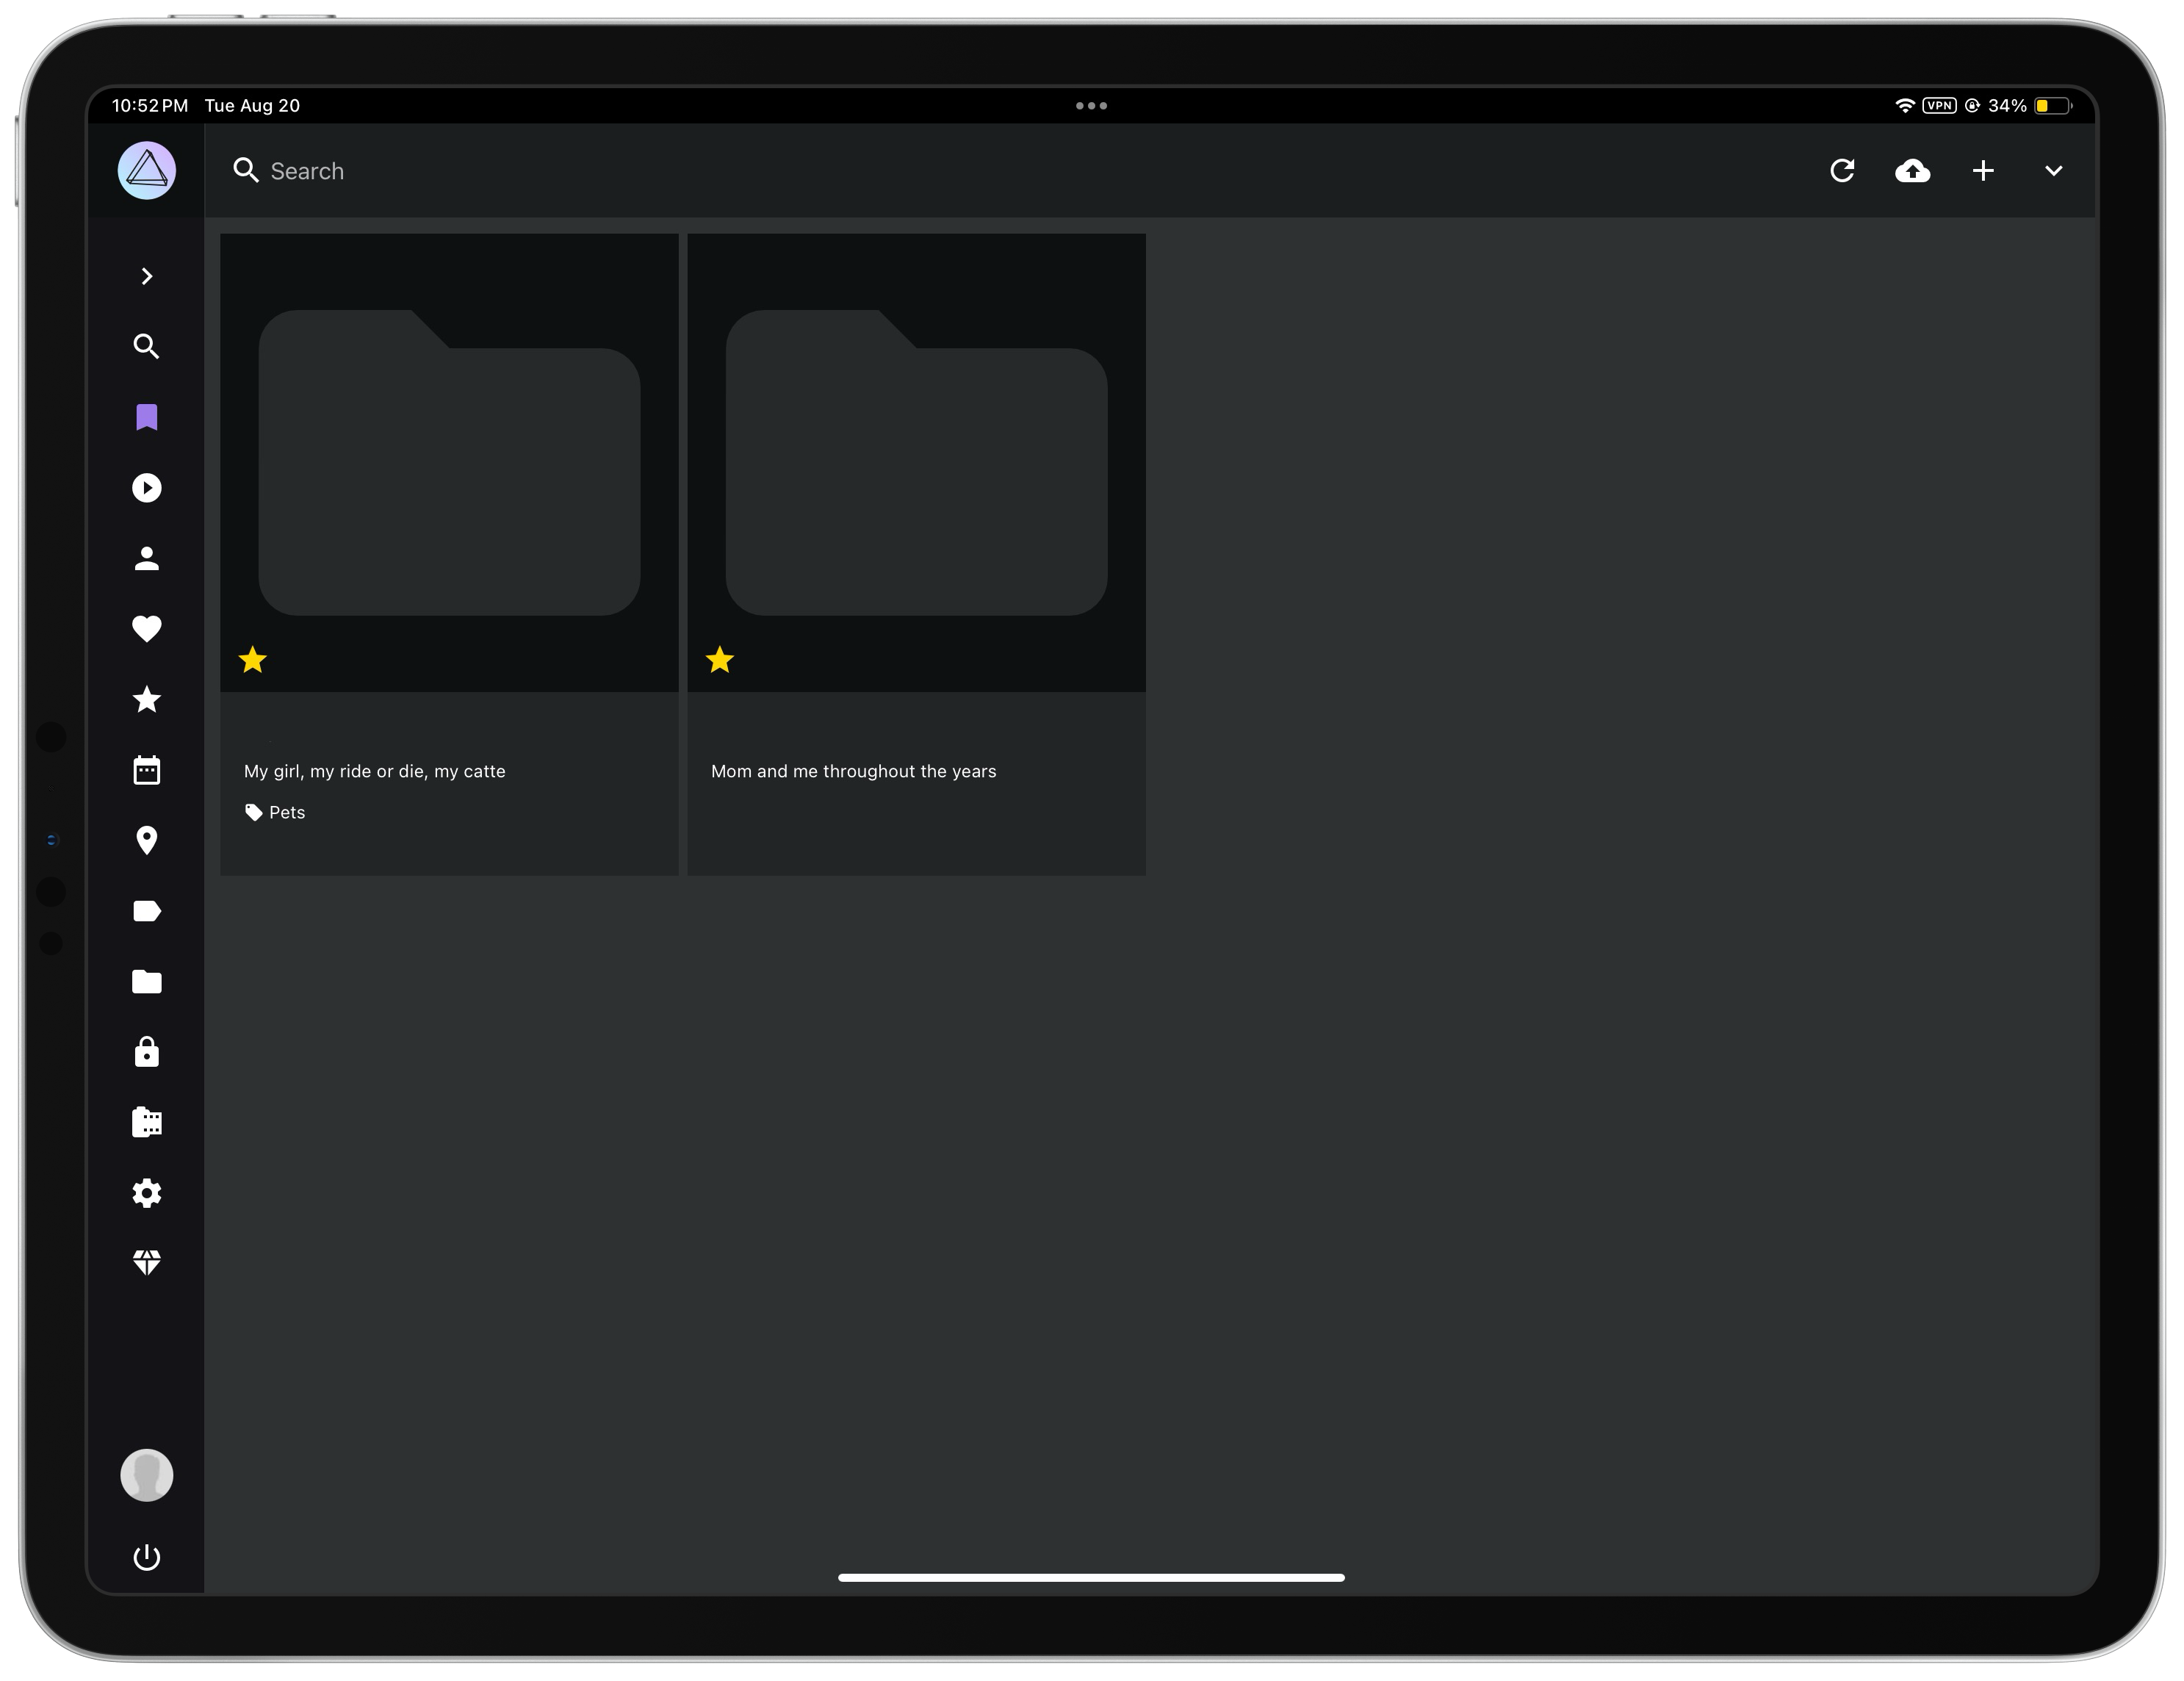 10:52 PM Tue Aug 20
VPN 34%
Search
My girl, my ride or die, my catte
Pets
Mom and me throughout the years